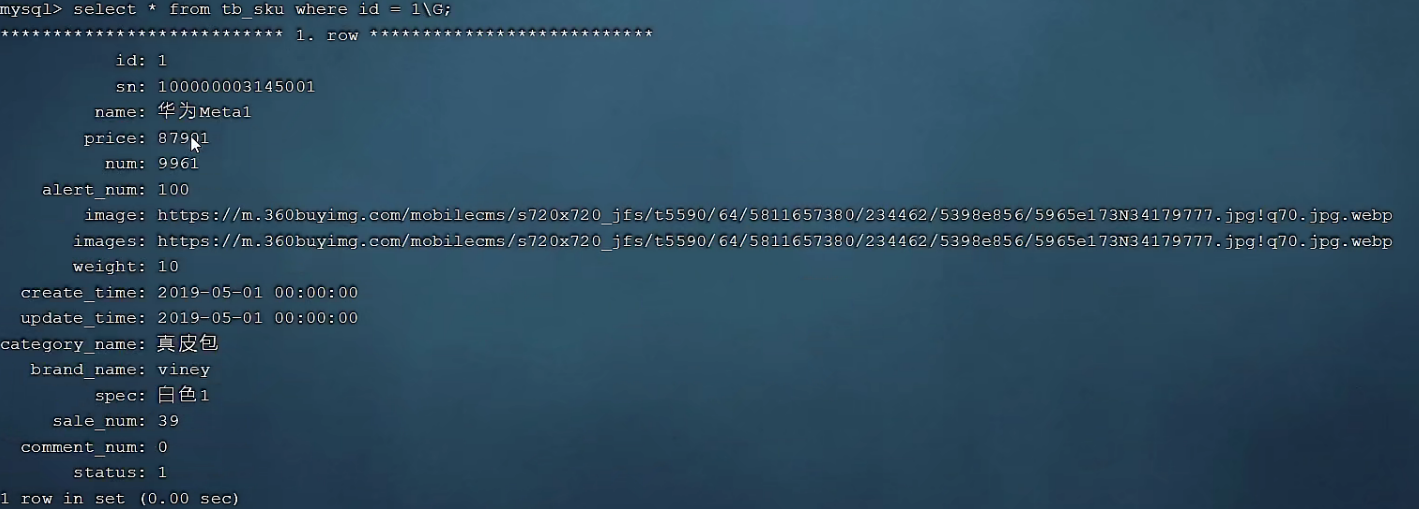 mysql> select * from tb_sku where id = 1\G;
*************************** 1. row ***************************
id: 1
sn: 100000003145001
name: 华为Meta1
price: 87901
num: 9961
alert_num: 100
image: https://m.360buyimg.com/mobilecms/s720x720_jfs/t5590/64/5811657380/234462/5398e856/5965e173N34179777.jpg!q70.jpg.webp
images: https://m.360buyimg.com/mobilecms/s720x720_jfs/t5590/64/5811657380/234462/5398e856/5965e173N34179777.jpg!q70.jpg.webp
weight: 10
create_time: 2019-05-01 00:00:00
update_time: 2019-05-01 00:00:00
category_name: 真皮包
brand_name: viney
spec: 白色1
sale_num: 39
comment_num: 0
status: 1
1 row in set (0.00 sec)